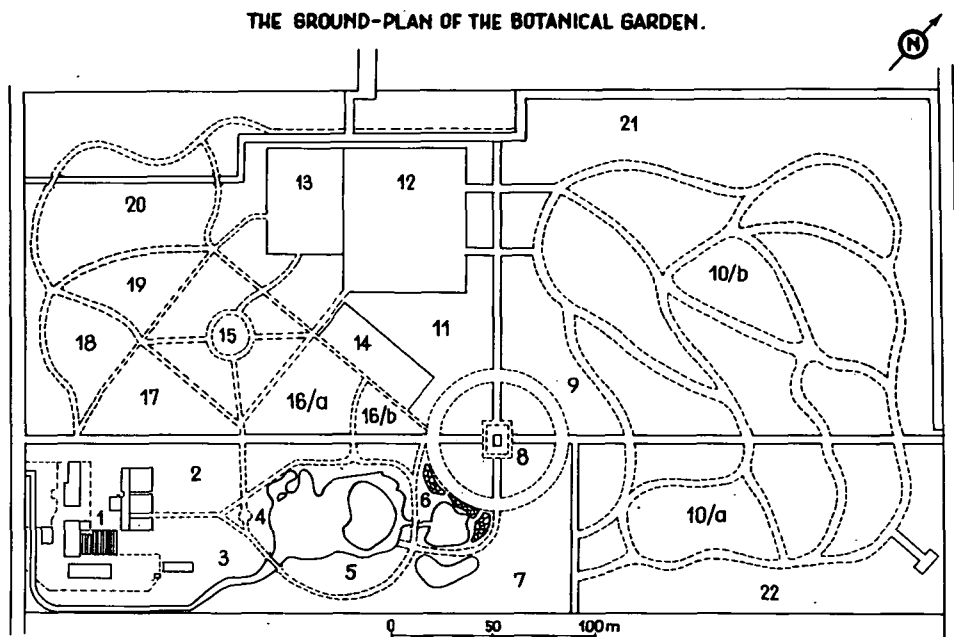 THE GROUND-PLAN OF THE BOTANICAL GARDEN.
N
21
13
12
20
10/b
19
15
11
18
14
9
17
16/a
16/b
8
2
6
1
4
10/a
3
5
7
22
0 50 100m